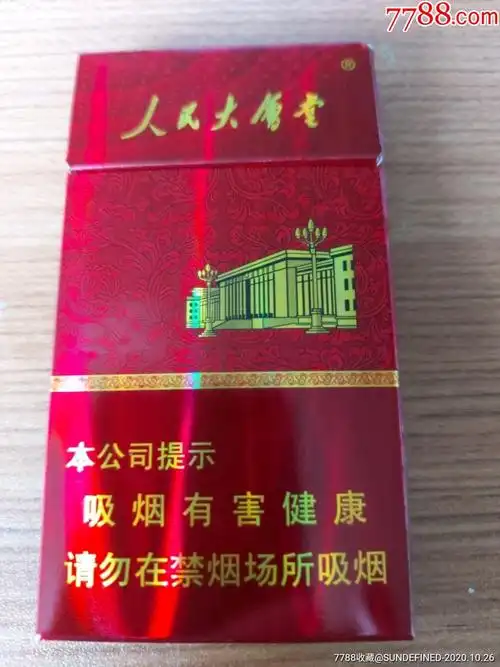 7788.com
人民大会堂®
本公司提示
吸烟有害健康
请勿在禁烟场所吸烟
7788收藏@SUNDEFINED-2020.10.26